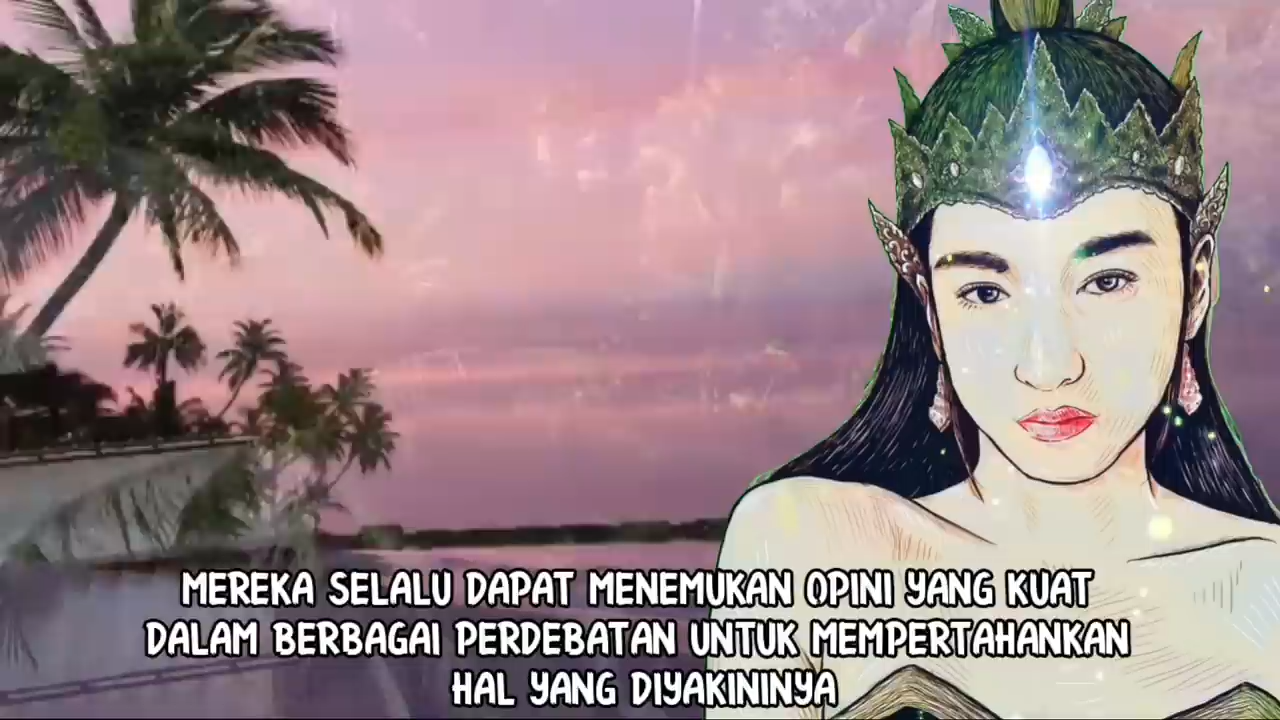 MEREKA SELALU DAPAT MENEMUKAN OPINI YANG KUAT
DALAM BERBAGAI PERDEBATAN UNTUK MEMPERTAHANKAN
HAL YANG DIYAKININYA